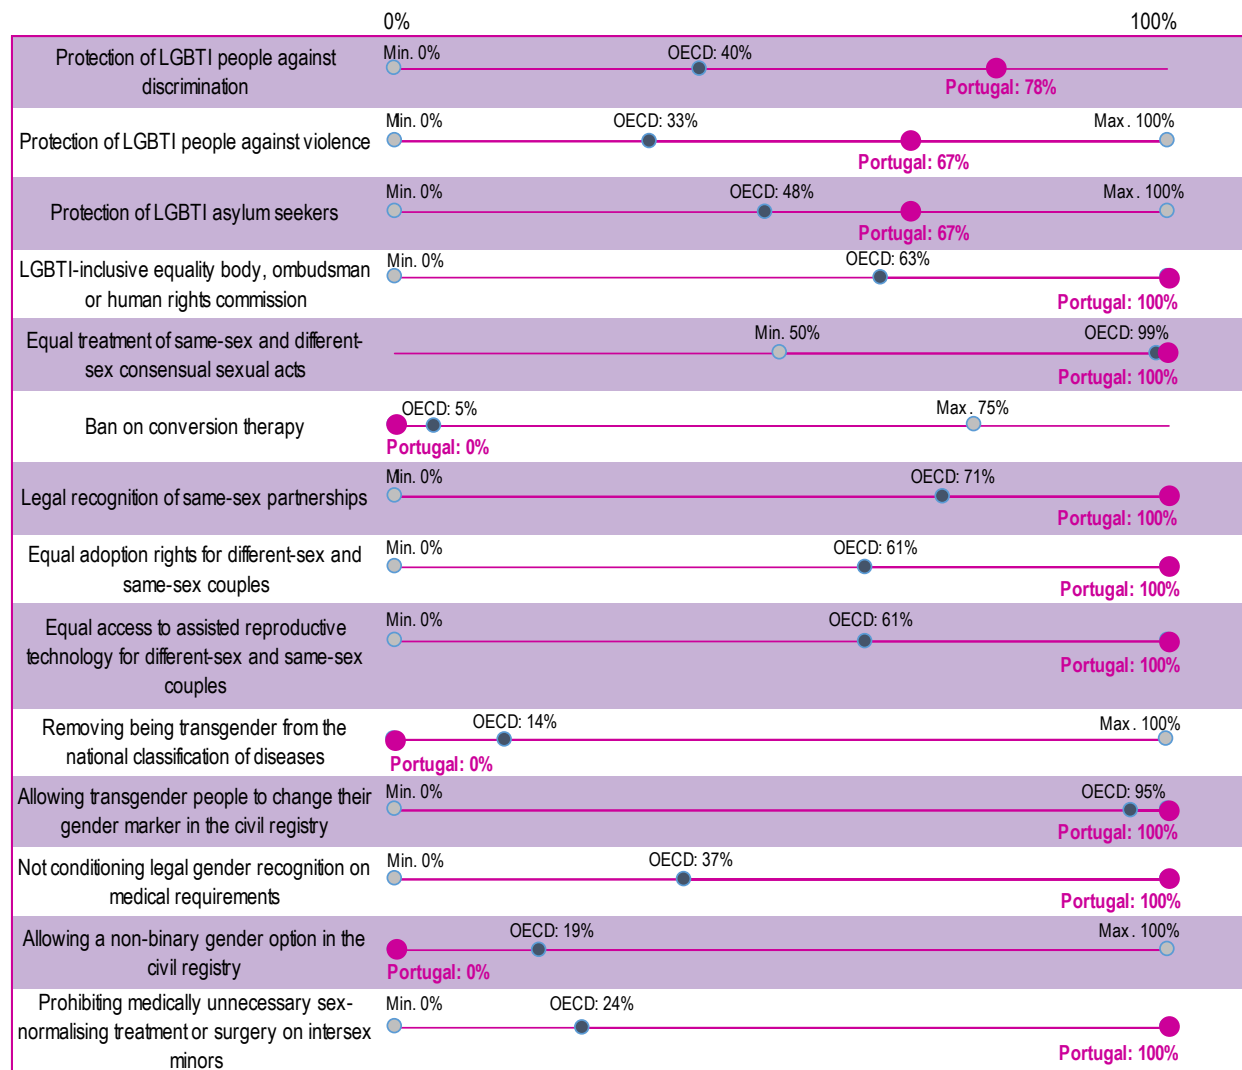 0%
100%
Protection of LGBTI people against
discrimination
Min. 0%
OECD: 40%
Portugal: 78%
Protection of LGBTI people against violence
Min. 0%
OECD: 33%
Max. 100%
Portugal: 67%
Protection of LGBTI asylum seekers
Min. 0%
OECD: 48%
Max. 100%
Portugal: 67%
LGBTI-inclusive equality body, ombudsman
or human rights commission
Min. 0%
OECD: 63%
Portugal: 100%
Equal treatment of same-sex and different-
sex consensual sexual acts
Min. 50%
OECD: 99%
Portugal: 100%
Ban on conversion therapy
OECD: 5%
Max. 75%
Portugal: 0%
Legal recognition of same-sex partnerships
Min. 0%
OECD: 71%
Portugal: 100%
Equal adoption rights for different-sex and
same-sex couples
Min. 0%
OECD: 61%
Portugal: 100%
Equal access to assisted reproductive
technology for different-sex and same-sex
couples
Min. 0%
OECD: 61%
Portugal: 100%
Removing being transgender from the
national classification of diseases
OECD: 14%
Max. 100%
Portugal: 0%
Allowing transgender people to change their
gender marker in the civil registry
Min. 0%
OECD: 95%
Portugal: 100%
Not conditioning legal gender recognition on
medical requirements
Min. 0%
OECD: 37%
Portugal: 100%
Allowing a non-binary gender option in the
civil registry
OECD: 19%
Max. 100%
Portugal: 0%
Prohibiting medically unnecessary sex-
normalising treatment or surgery on intersex
minors
Min. 0%
OECD: 24%
Portugal: 100%